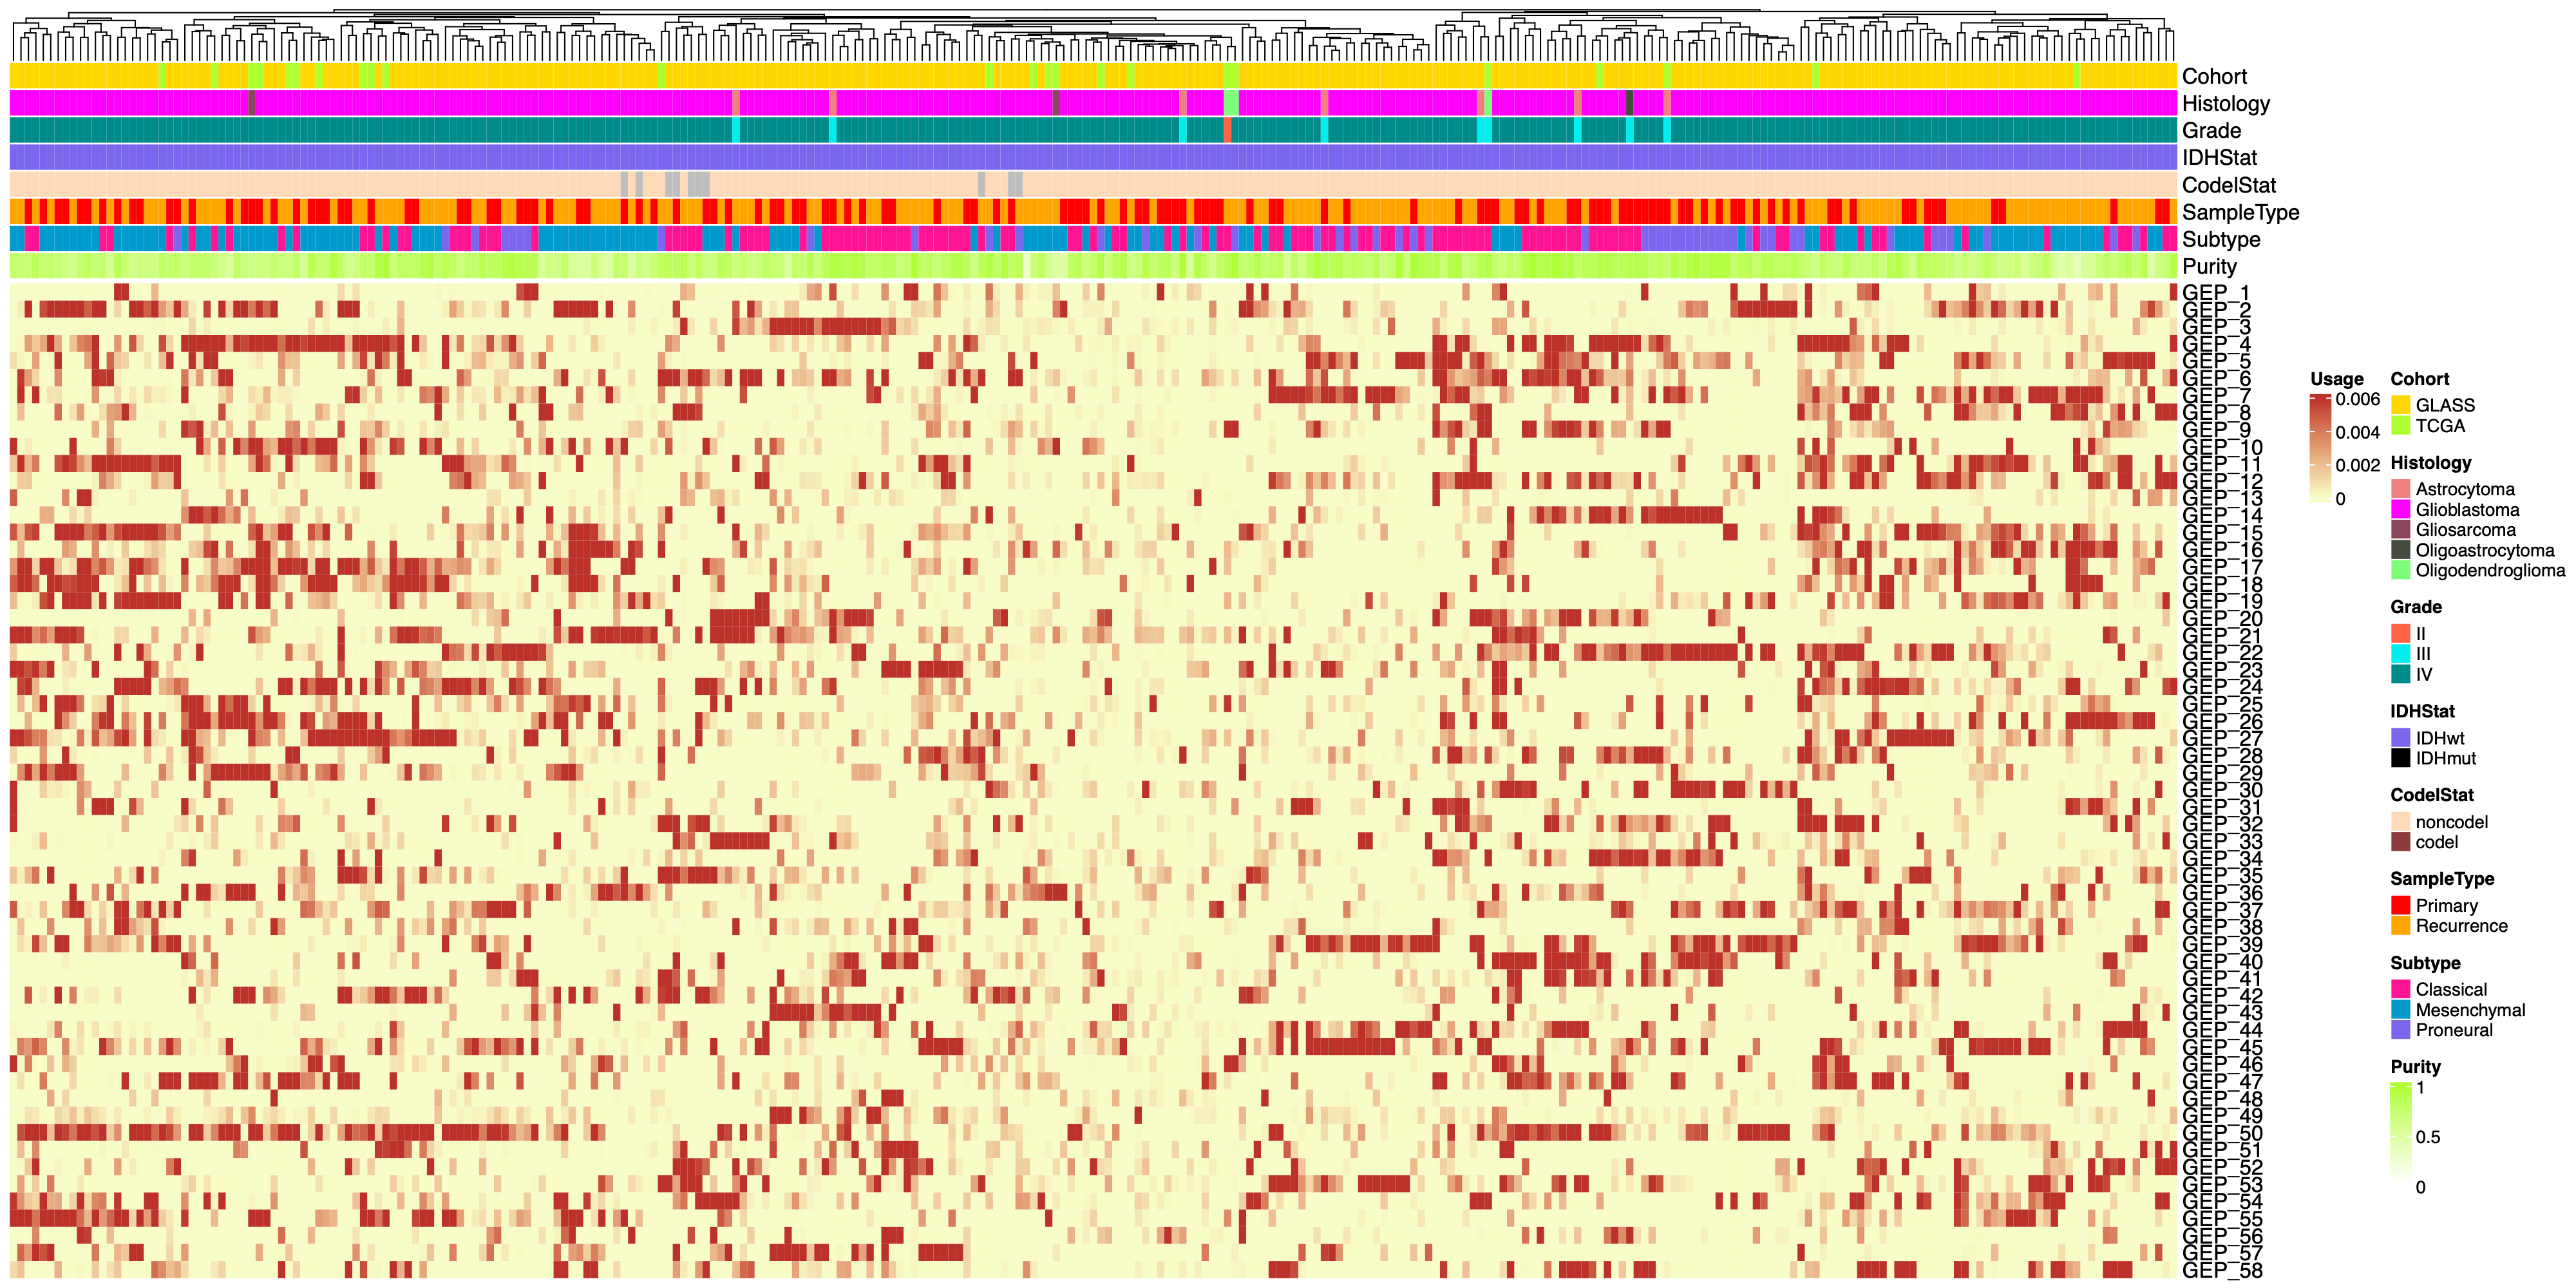 Cohort
Histology
Grade
IDHStat
CodelStat
SampleType
Subtype
Purity
GEP_1
GEP_2
GEP_3
GEP_4
GEP_5
GEP_6
GEP_7
GEP_8
GEP_9
GEP_10
GEP_11
GEP_12
GEP_13
GEP_14
GEP_15
GEP_16
GEP_17
GEP_18
GEP_19
GEP_20
GEP_21
GEP_22
GEP_23
GEP_24
GEP_25
GEP_26
GEP_27
GEP_28
GEP_29
GEP_30
GEP_31
GEP_32
GEP_33
GEP_34
GEP_35
GEP_36
GEP_37
GEP_38
GEP_39
GEP_40
GEP_41
GEP_42
GEP_43
GEP_44
GEP_45
GEP_46
GEP_47
GEP_48
GEP_49
GEP_50
GEP_51
GEP_52
GEP_53
GEP_54
GEP_55
GEP_56
GEP_57
GEP_58
Usage
0.006
0.004
0.002
0
Cohort
GLASS
TCGA
Histology
Astrocytoma
Glioblastoma
Gliosarcoma
Oligoastrocytoma
Oligodendroglioma
Grade
II
III
IV
IDHStat
IDHwt
IDHmut
CodelStat
noncodel
codel
SampleType
Primary
Recurrence
Subtype
Classical
Mesenchymal
Proneural
Purity
1
0.5
0